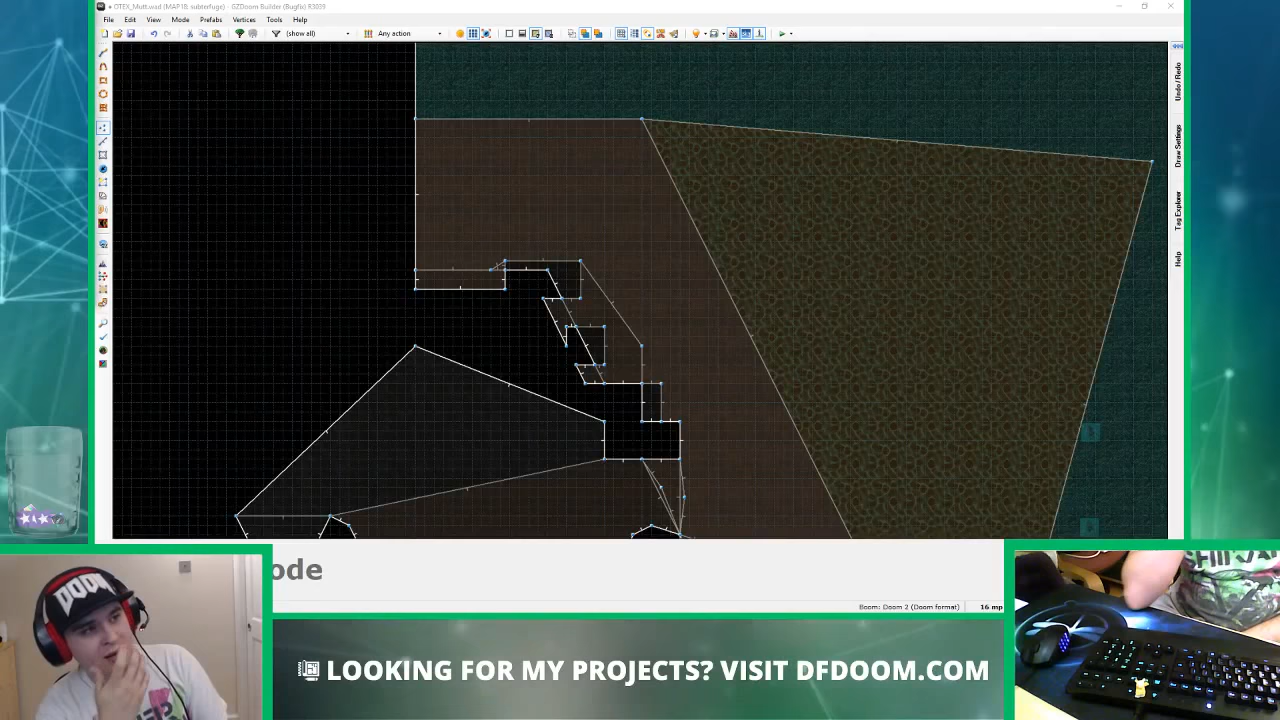 OTEX_Mutt.wad (MAP18: subterfuge) - GZDoom Builder (Bugfix) R3039
File Edit View Mode Prefabs Vertices Tools Help
(show all) Any action
Undo / Redo
Draw Settings
Tag Explorer
Help
ode
Boom: Doom 2 (Doom format) 16 mp
DOOM
LOOKING FOR MY PROJECTS? VISIT DFDOOM.COM